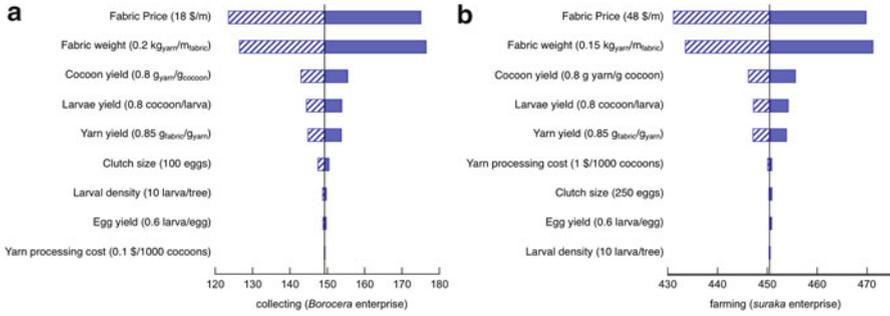 a
Fabric Price (18 $/m)
Fabric weight (0.2 kgyarn/mfabric)
Cocoon yield (0.8 gyarn/gcocoon)
Larvae yield (0.8 cocoon/larva)
Yarn yield (0.85 gfabric/gyarn)
Clutch size (100 eggs)
Larval density (10 larva/tree)
Egg yield (0.6 larva/egg)
Yarn processing cost (0.1 $/1000 cocoons)
120 130 140 150 160 170 180
collecting (Borocera enterprise)
b
Fabric Price (48 $/m)
Fabric weight (0.15 kgyarn/mfabric)
Cocoon yield (0.8 g yarn/g cocoon)
Larvae yield (0.8 cocoon/larva)
Yarn yield (0.85 gfabric/gyarn)
Yarn processing cost (1 $/1000 cocoons)
Clutch size (250 eggs)
Egg yield (0.6 larva/egg)
Larval density (10 larva/tree)
430 440 450 460 470
farming (suraka enterprise)